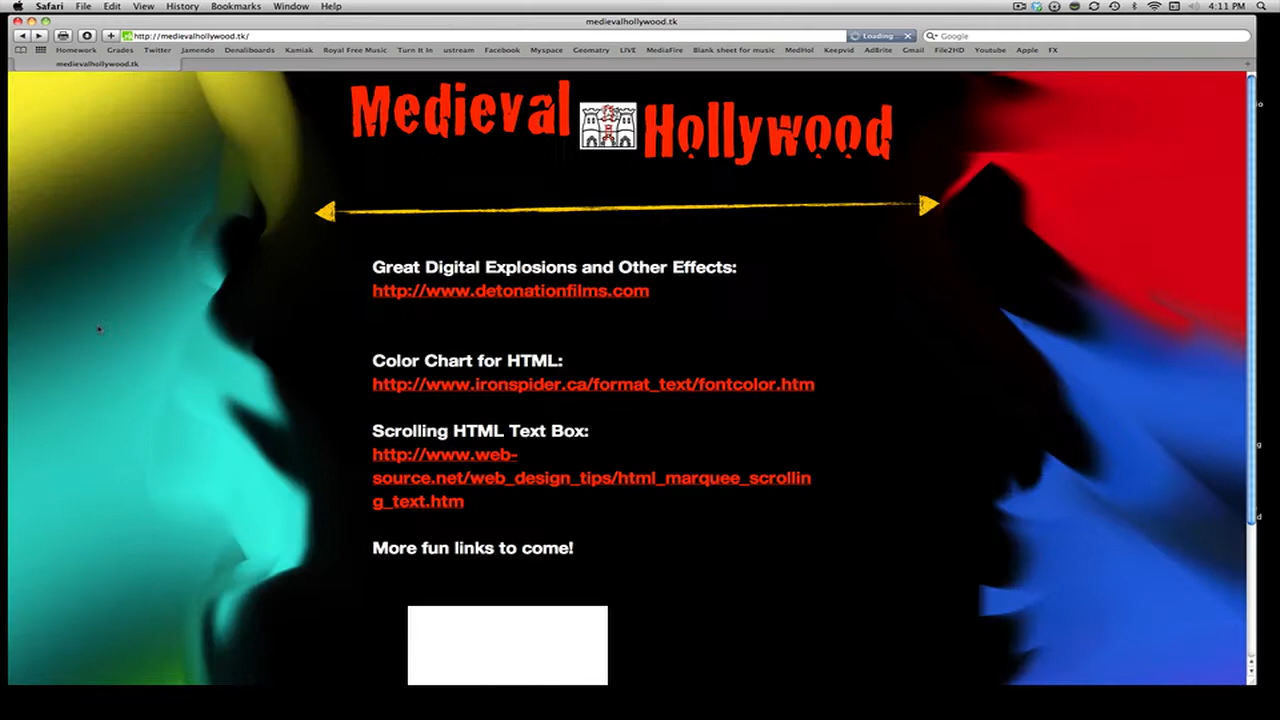 Safari File Edit View History Bookmarks Window Help 4:11 PM
medievalhollywood.tk
http://medievalhollywood.tk/ Loading... Google
Homework Grades Twitter Jamendo Denaliboards Kamiak Royal Free Music Turn It In ustream Facebook Myspace Geomatry LIVE MediaFire Blank sheet for music MedHol Keepvid AdBrite Gmail File2HD Youtube Apple FX
medievalhollywood.tk
Medieval Hollywood
Great Digital Explosions and Other Effects:
http://www.detonationfilms.com
Color Chart for HTML:
http://www.ironspider.ca/format_text/fontcolor.htm
Scrolling HTML Text Box:
http://www.web-
source.net/web_design_tips/html_marquee_scrollin
g_text.htm
More fun links to come!